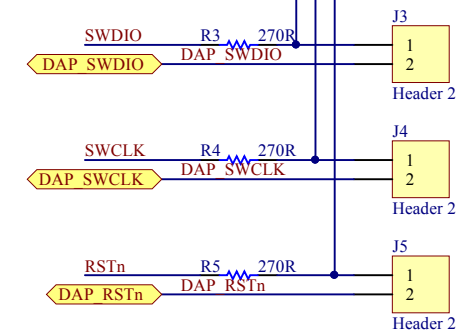 J3
SWDIO R3 270R
DAP_SWDIO 1
DAP_SWDIO 2
Header 2
J4
SWCLK R4 270R
DAP_SWCLK 1
DAP_SWCLK 2
Header 2
J5
RSTn R5 270R
DAP_RSTn 1
DAP_RSTn 2
Header 2